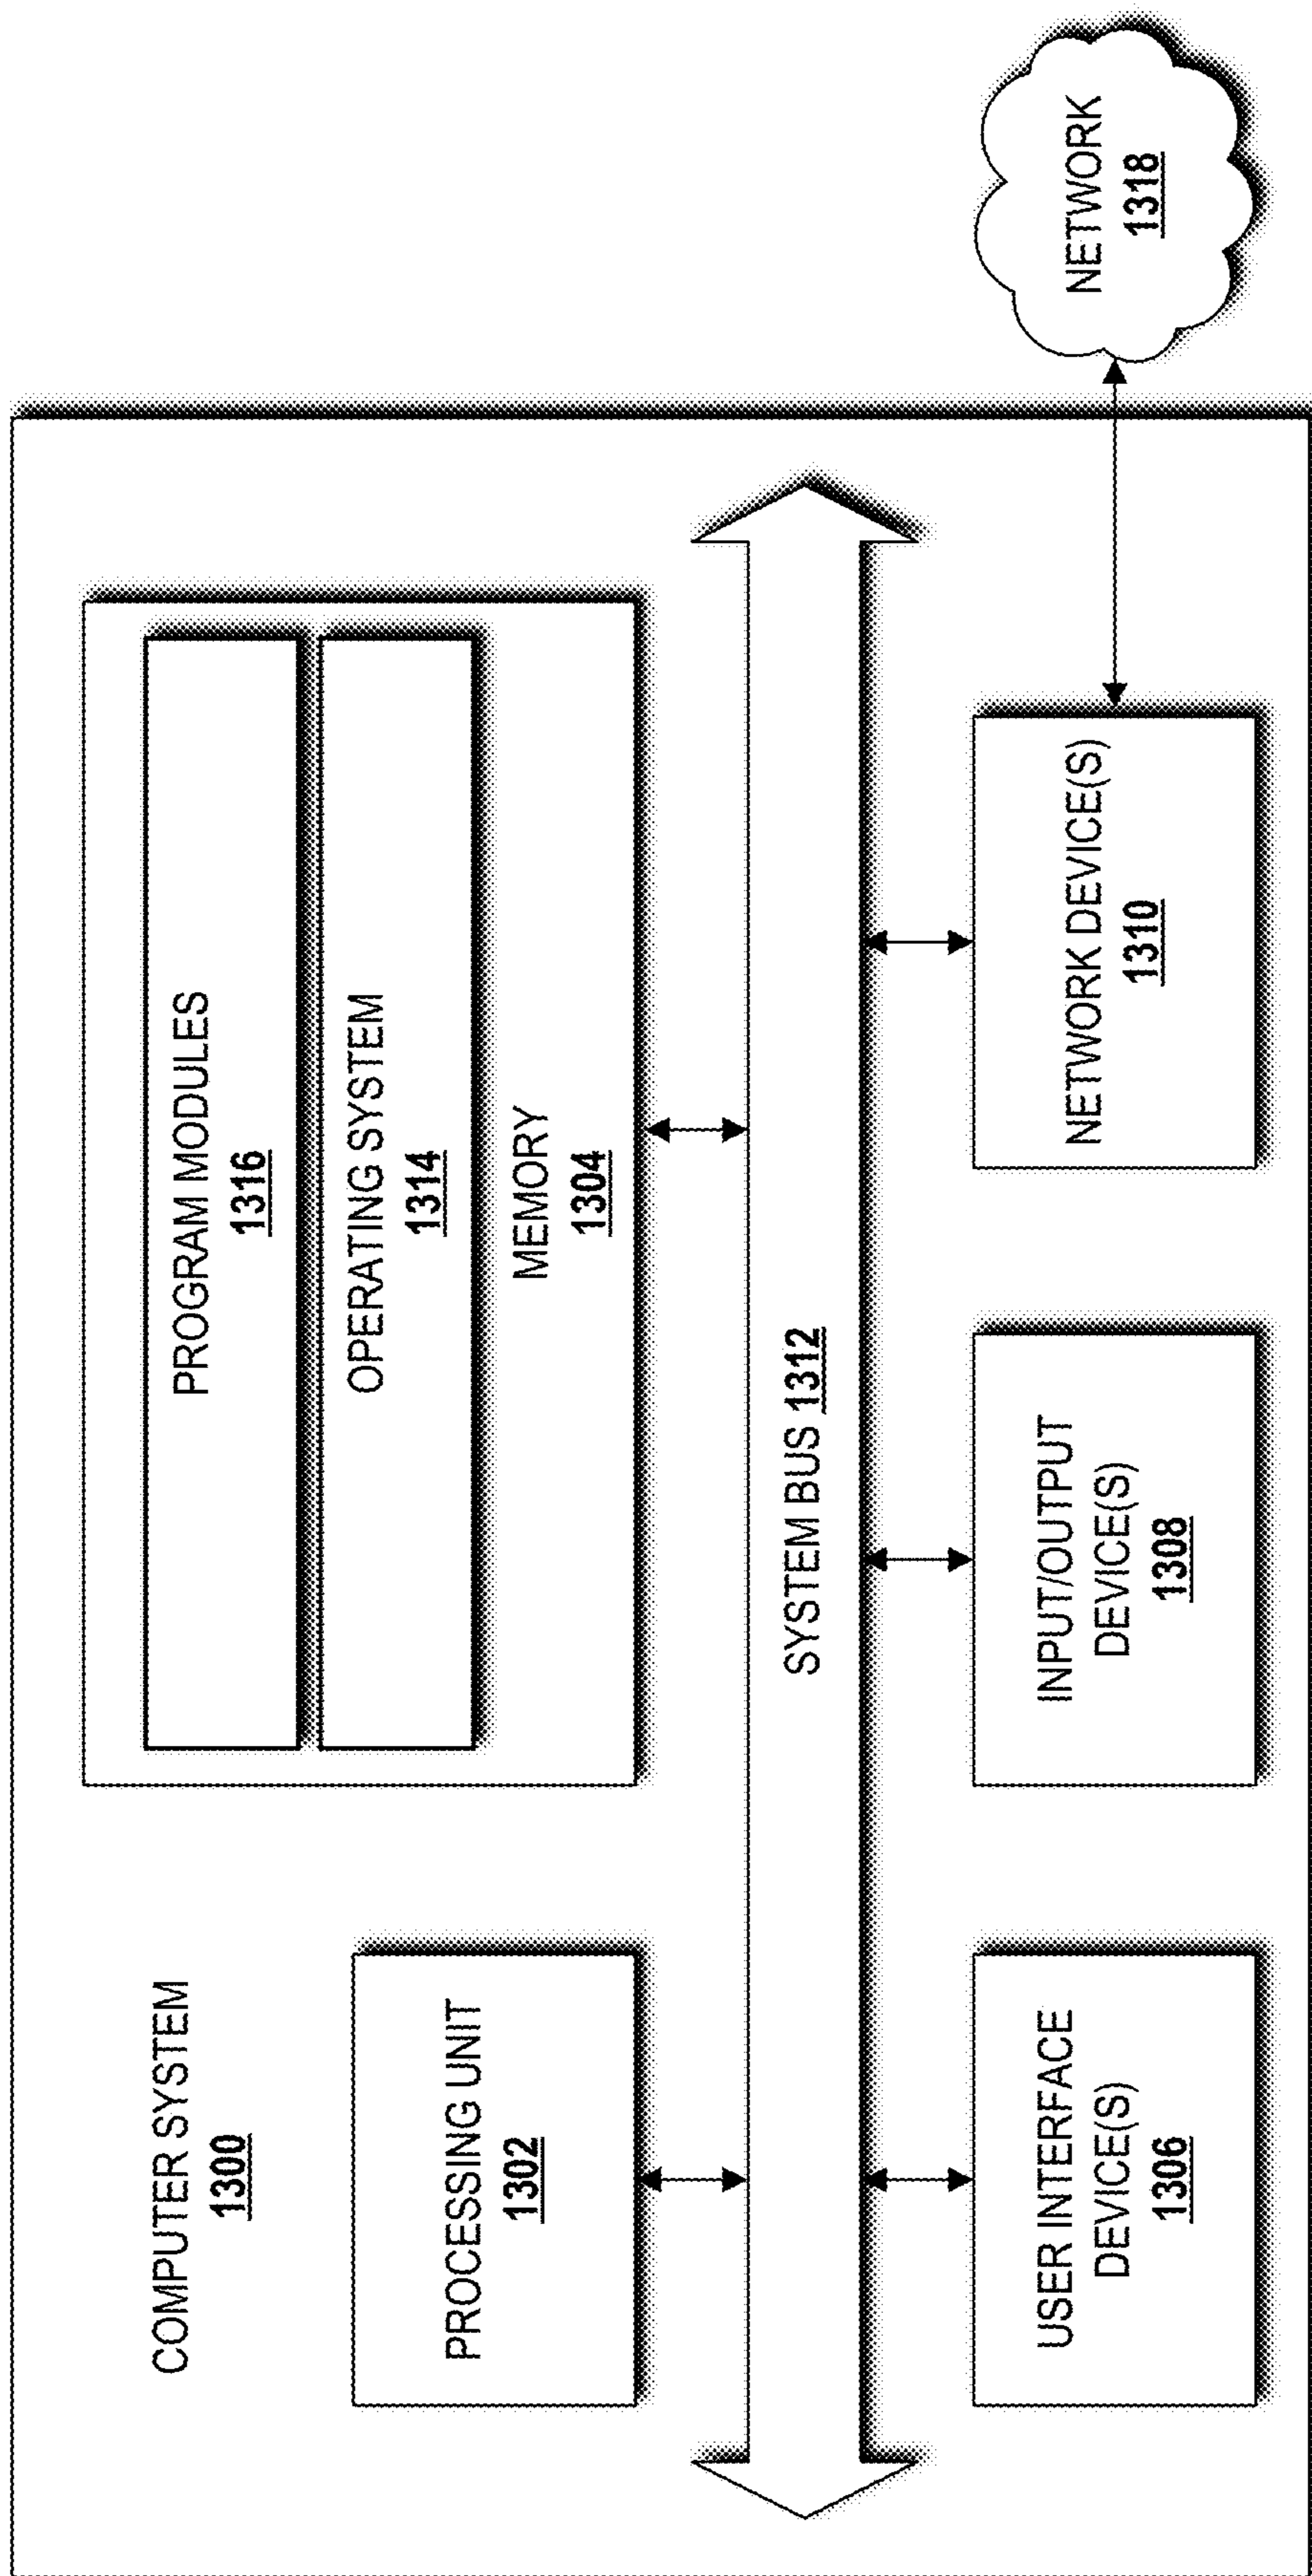 COMPUTER SYSTEM
1300
PROCESSING UNIT
1302
PROGRAM MODULES
1316
OPERATING SYSTEM
1314
MEMORY
1304
SYSTEM BUS 1312
USER INTERFACE
DEVICE(S)
1306
INPUT/OUTPUT
DEVICE(S)
1308
NETWORK DEVICE(S)
1310
NETWORK
1318